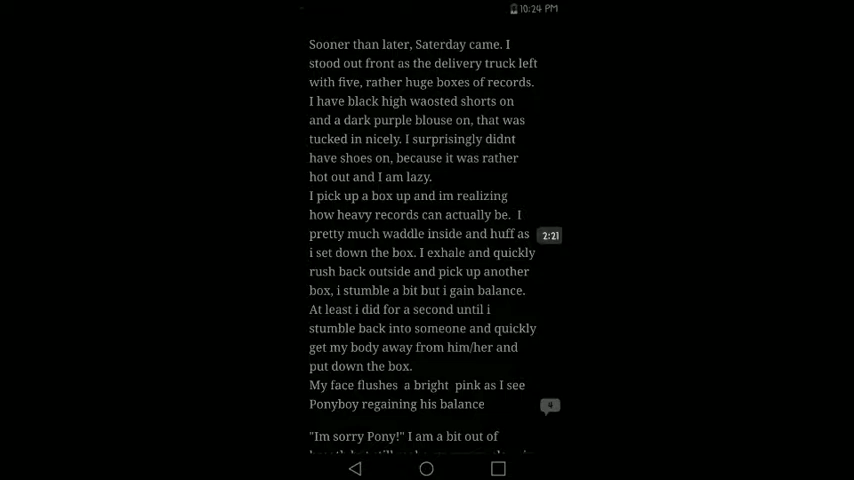 10:24 PM
Sooner than later, Saterday came. I
stood out front as the delivery truck left
with five, rather huge boxes of records.
I have black high waosted shorts on
and a dark purple blouse on, that was
tucked in nicely. I surprisingly didnt
have shoes on, because it was rather
hot out and I am lazy.
I pick up a box up and im realizing
how heavy records can actually be.  I
pretty much waddle inside and huff as
2:21
i set down the box. I exhale and quickly
rush back outside and pick up another
box, i stumble a bit but i gain balance.
At least i did for a second until i
stumble back into someone and quickly
get my body away from him/her and
put down the box.
My face flushes  a bright  pink as I see
Ponyboy regaining his balance
4
"Im sorry Pony!" I am a bit out of